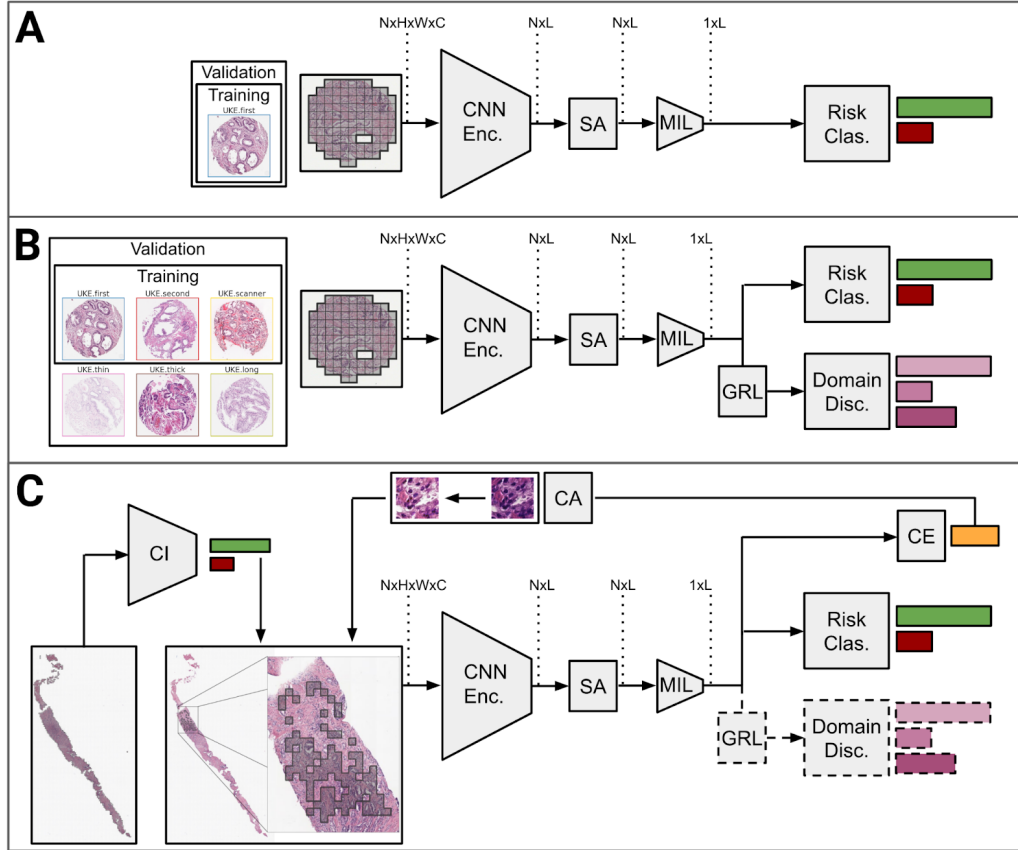 A
Validation
Training
UKE.first
NxHxWxC
CNN
Enc.
NxL
SA
NxL
MIL
1xL
Risk
Clas.
B
Validation
Training
UKE.first
UKE.second
UKE.scanner
UKE.thin
UKE.thick
UKE.long
NxHxWxC
CNN
Enc.
NxL
SA
NxL
MIL
1xL
GRL
Risk
Clas.
Domain
Disc.
C
CI
CA
CE
NxHxWxC
CNN
Enc.
NxL
SA
NxL
MIL
1xL
GRL
Risk
Clas.
Domain
Disc.